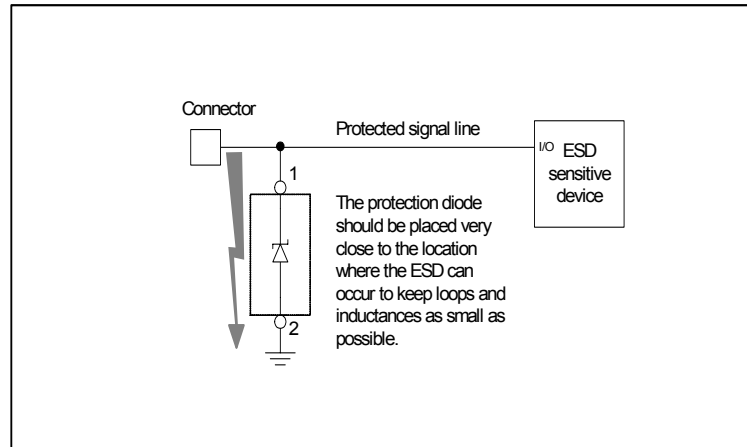 Connector
Protected signal line
I/O
ESD
sensitive
device
1
The protection diode
should be placed very
close to the location
where the ESD can
occur to keep loops and
inductances as small as
possible.
2